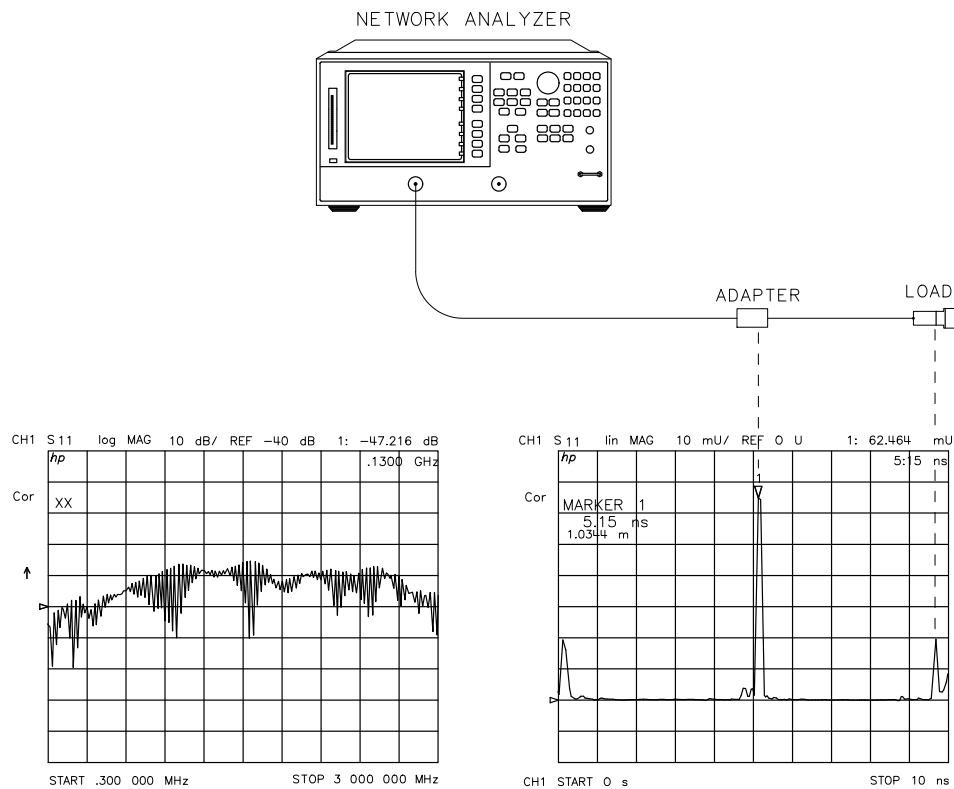 NETWORK ANALYZER
ADAPTER
LOAD
CH1 S 11 log MAG 10 dB/ REF -40 dB 1: -47.216 dB
hp
.1300 GHz
Cor
XX
START .300 000 MHz STOP 3 000 000 MHz
CH1 S 11 lin MAG 10 mU/ REF 0 U 1: 62.464 mU
hp
5:15 ns
1
Cor
MARKER 1
5.15 ns
1.0344 m
CH1 START 0 s STOP 10 ns